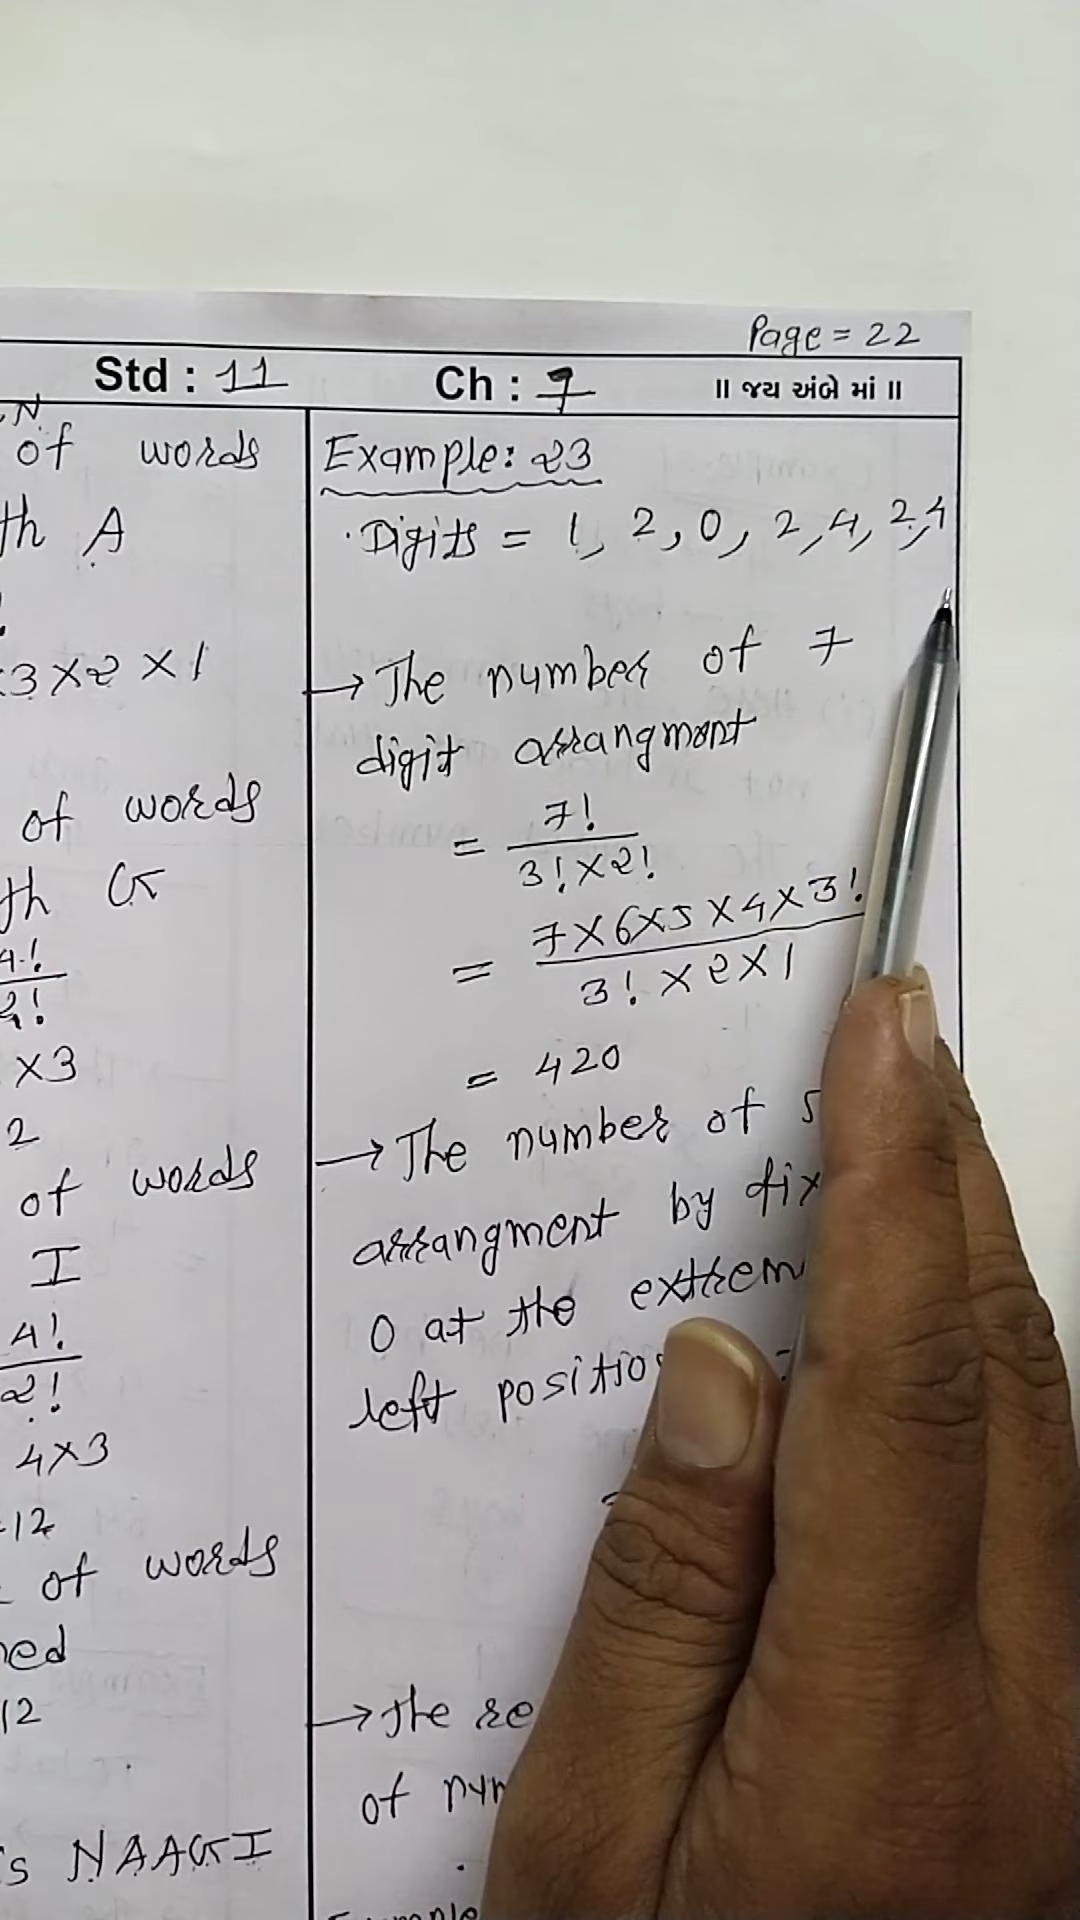 Page = 22
Std : 11 Ch : 7 ॥ જય અંબે માં ॥
N
of words
th A
3 x 2 x 1
of words
th G
4!
2!
x 3
2
of words
I
4!
2!
4x3
12
of words
ned
12
s NAAGI
Example: 23
Digits = 1, 2, 0, 2, 4, 2, 4
→ The number of 7
digit arrangment
= 7! / 3! x 2!
= 7 x 6 x 5 x 4 x 3! / 3! x 2 x 1
= 420
→ The number of
arrangment by fix
0 at the extrem
left positio
→ The re
of num
Example